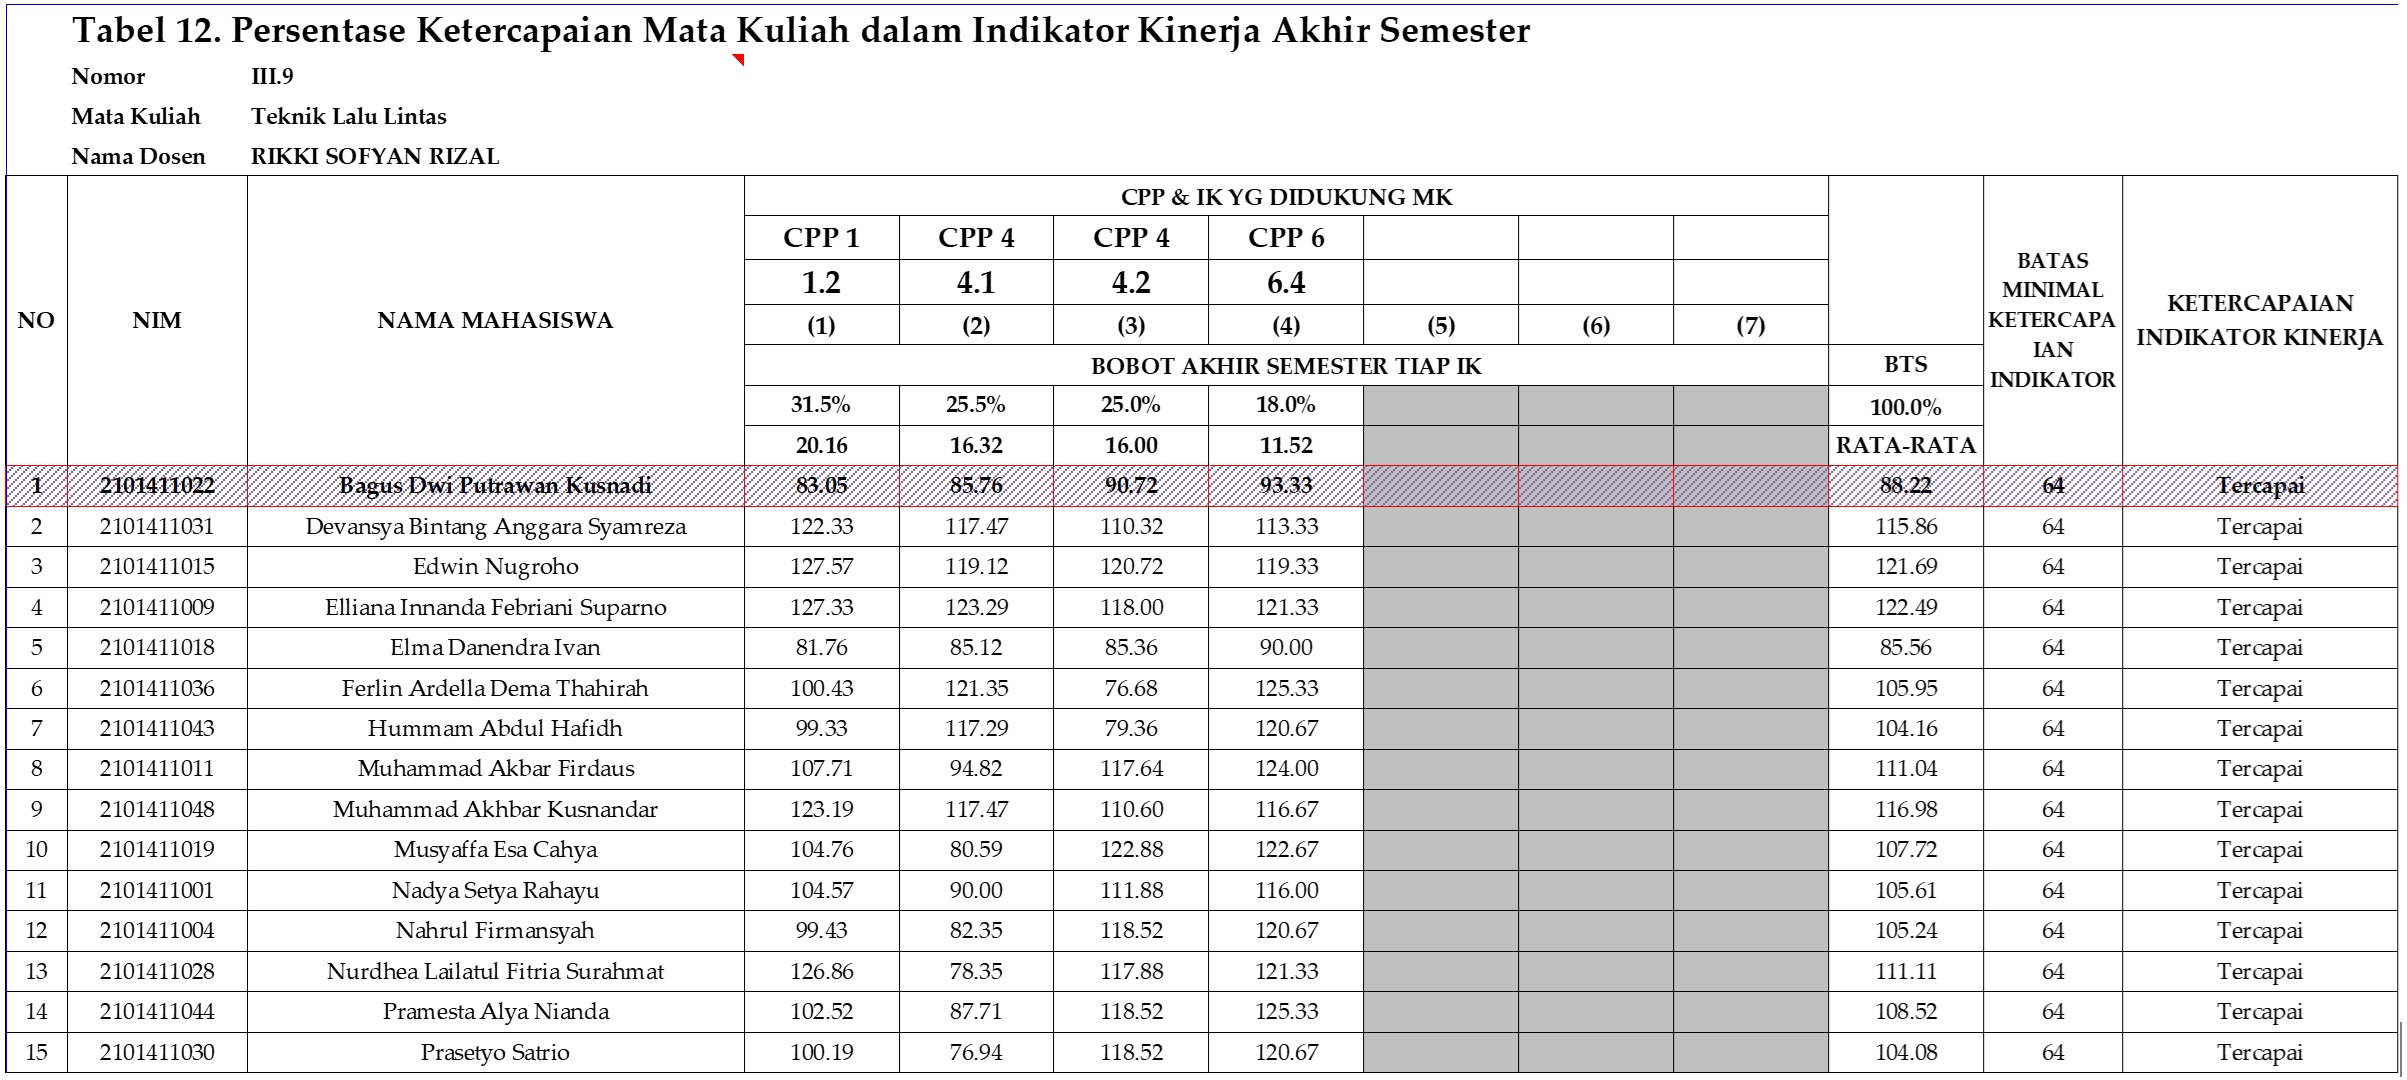 Tabel 12. Persentase Ketercapaian Mata Kuliah dalam Indikator Kinerja Akhir Semester
Nomor III.9
Mata Kuliah Teknik Lalu Lintas
Nama Dosen RIKKI SOFYAN RIZAL
NO NIM NAMA MAHASISWA
CPP & IK YG DIDUKUNG MK
CPP 1 CPP 4 CPP 4 CPP 6
1.2 4.1 4.2 6.4
(1) (2) (3) (4) (5) (6) (7)
BOBOT AKHIR SEMESTER TIAP IK BTS
31.5% 25.5% 25.0% 18.0% 100.0%
20.16 16.32 16.00 11.52 RATA-RATA
BATAS
MINIMAL
KETERCAPA
IAN
INDIKATOR
KETERCAPAIAN
INDIKATOR KINERJA
1 2101411022 Bagus Dwi Putrawan Kusnadi 83.05 85.76 90.72 93.33 88.22 64 Tercapai
2 2101411031 Devansya Bintang Anggara Syamreza 122.33 117.47 110.32 113.33 115.86 64 Tercapai
3 2101411015 Edwin Nugroho 127.57 119.12 120.72 119.33 121.69 64 Tercapai
4 2101411009 Elliana Innanda Febriani Suparno 127.33 123.29 118.00 121.33 122.49 64 Tercapai
5 2101411018 Elma Danendra Ivan 81.76 85.12 85.36 90.00 85.56 64 Tercapai
6 2101411036 Ferlin Ardella Dema Thahirah 100.43 121.35 76.68 125.33 105.95 64 Tercapai
7 2101411043 Hummam Abdul Hafidh 99.33 117.29 79.36 120.67 104.16 64 Tercapai
8 2101411011 Muhammad Akbar Firdaus 107.71 94.82 117.64 124.00 111.04 64 Tercapai
9 2101411048 Muhammad Akhbar Kusnandar 123.19 117.47 110.60 116.67 116.98 64 Tercapai
10 2101411019 Musyaffa Esa Cahya 104.76 80.59 122.88 122.67 107.72 64 Tercapai
11 2101411001 Nadya Setya Rahayu 104.57 90.00 111.88 116.00 105.61 64 Tercapai
12 2101411004 Nahrul Firmansyah 99.43 82.35 118.52 120.67 105.24 64 Tercapai
13 2101411028 Nurdhea Lailatul Fitria Surahmat 126.86 78.35 117.88 121.33 111.11 64 Tercapai
14 2101411044 Pramesta Alya Nianda 102.52 87.71 118.52 125.33 108.52 64 Tercapai
15 2101411030 Prasetyo Satrio 100.19 76.94 118.52 120.67 104.08 64 Tercapai